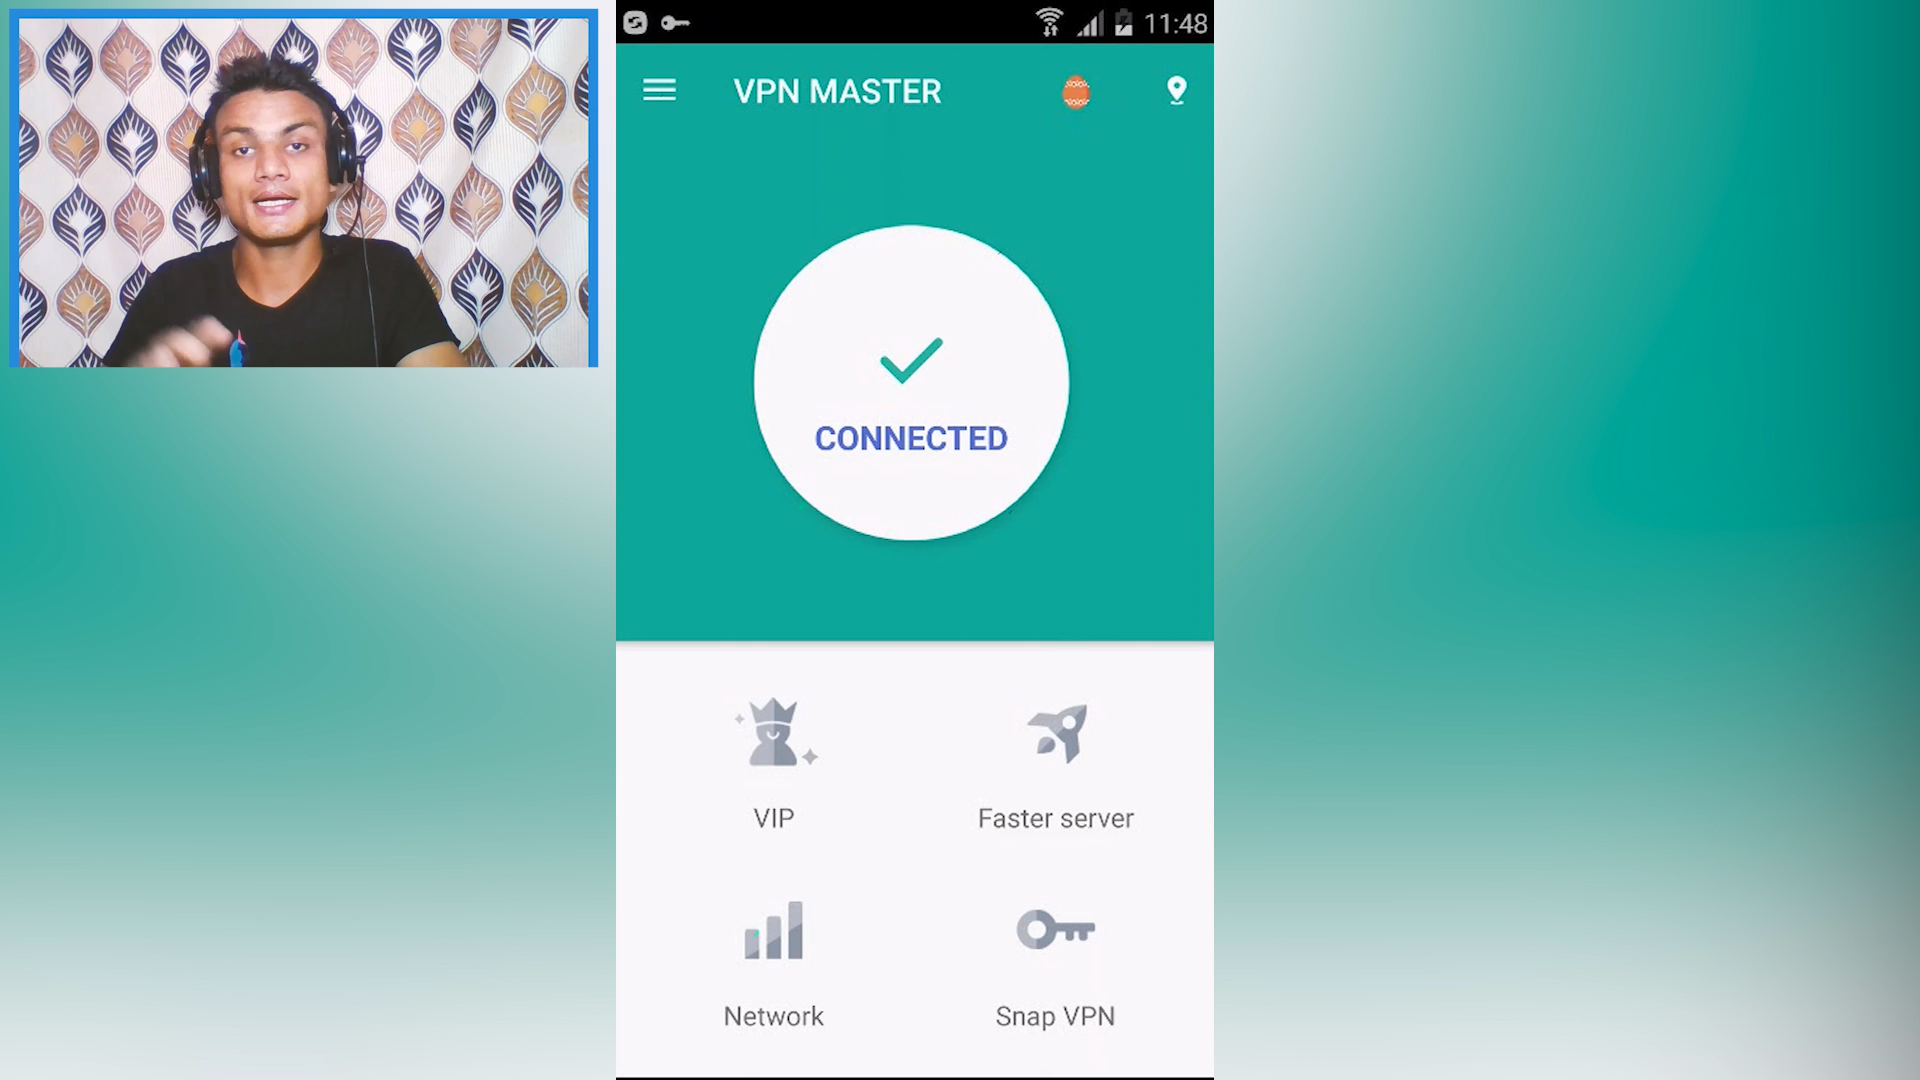 11:48
VPN MASTER
CONNECTED
VIP
Faster server
Network
Snap VPN